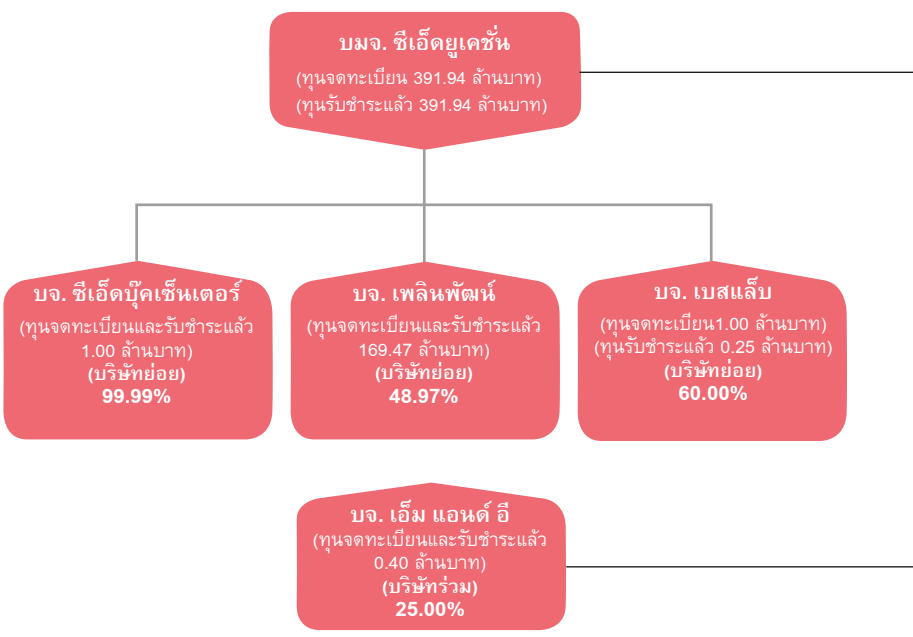 บมจ. ซีเอ็ดยูเคชั่น
(ทุนจดทะเบียน 391.94 ล้านบาท)
(ทุนรับชำระแล้ว 391.94 ล้านบาท)
บจ. ซีเอ็ดบุ๊คเซ็นเตอร์
(ทุนจดทะเบียนและรับชำระแล้ว
1.00 ล้านบาท)
(บริษัทย่อย)
99.99%
บจ. เพลินพัฒน์
(ทุนจดทะเบียนและรับชำระแล้ว
169.47 ล้านบาท)
(บริษัทย่อย)
48.97%
บจ. เบสแล็บ
(ทุนจดทะเบียน1.00 ล้านบาท)
(ทุนรับชำระแล้ว 0.25 ล้านบาท)
(บริษัทย่อย)
60.00%
บจ. เอ็ม แอนด์ อี
(ทุนจดทะเบียนและรับชำระแล้ว
0.40 ล้านบาท)
(บริษัทร่วม)
25.00%